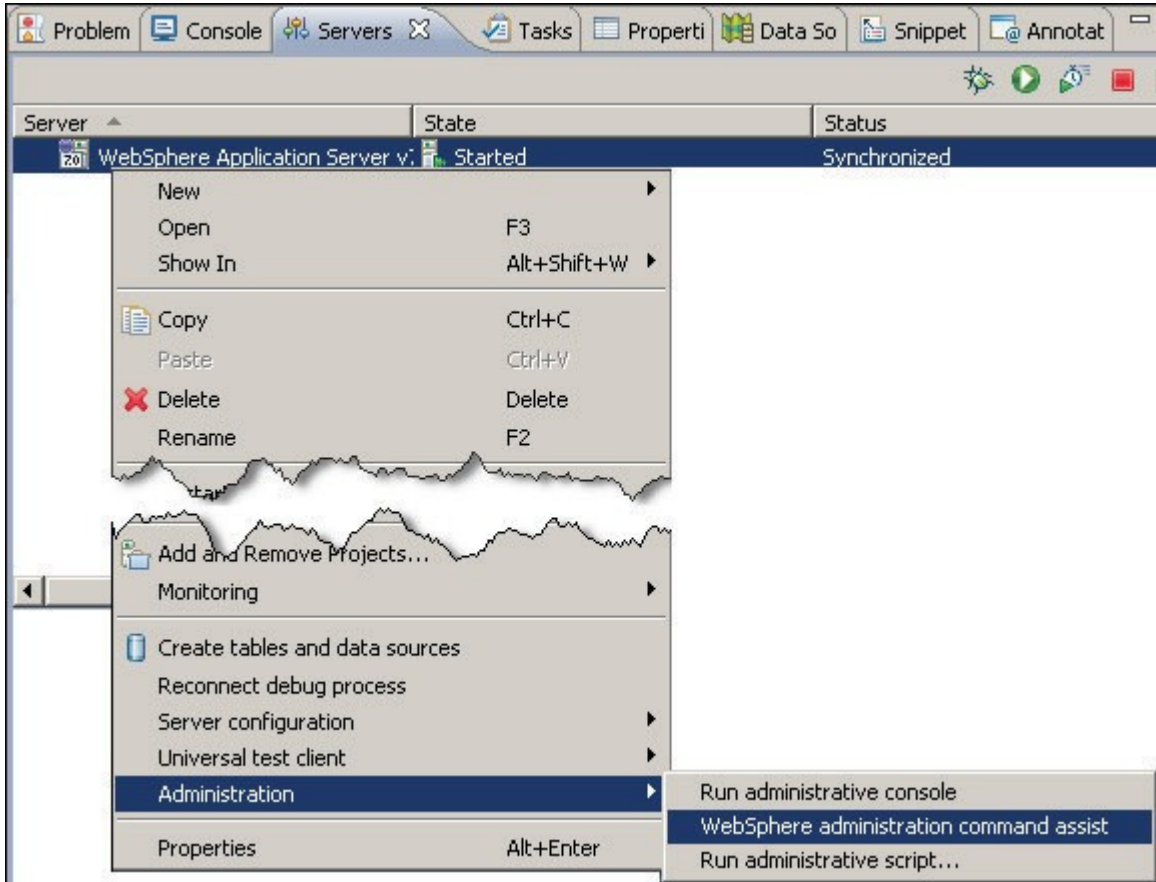 Problem Console Servers Tasks Properti Data So Snippet Annotat
Server State Status
WebSphere Application Server v7 Started Synchronized
New
Open F3
Show In Alt+Shift+W
Copy Ctrl+C
Paste Ctrl+V
Delete Delete
Rename F2
Add and Remove Projects...
Monitoring
Create tables and data sources
Reconnect debug process
Server configuration
Universal test client
Administration
Run administrative console
WebSphere administration command assist
Run administrative script...
Properties Alt+Enter